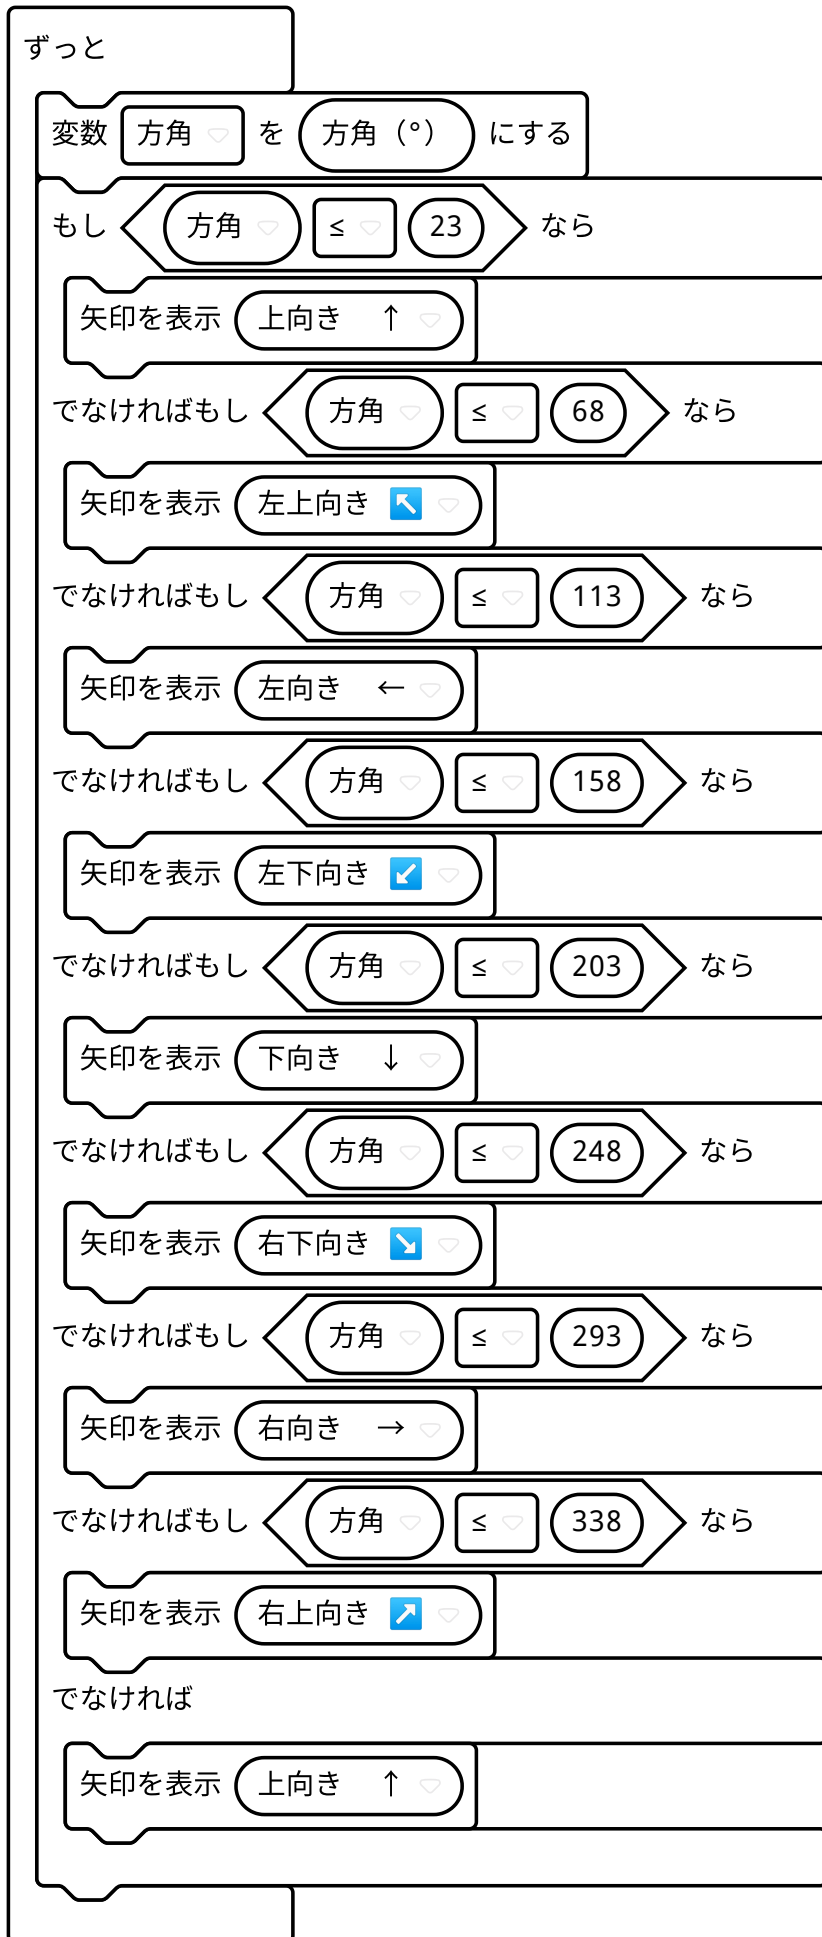 ずっと
変数 方角 を 方角（°） にする
もし 方角 ≤ 23 なら
矢印を表示 上向き ↑
でなければもし 方角 ≤ 68 なら
矢印を表示 左上向き ↖
でなければもし 方角 ≤ 113 なら
矢印を表示 左向き ←
でなければもし 方角 ≤ 158 なら
矢印を表示 左下向き ↙
でなければもし 方角 ≤ 203 なら
矢印を表示 下向き ↓
でなければもし 方角 ≤ 248 なら
矢印を表示 右下向き ↘
でなければもし 方角 ≤ 293 なら
矢印を表示 右向き →
でなければもし 方角 ≤ 338 なら
矢印を表示 右上向き ↗
でなければ
矢印を表示 上向き ↑